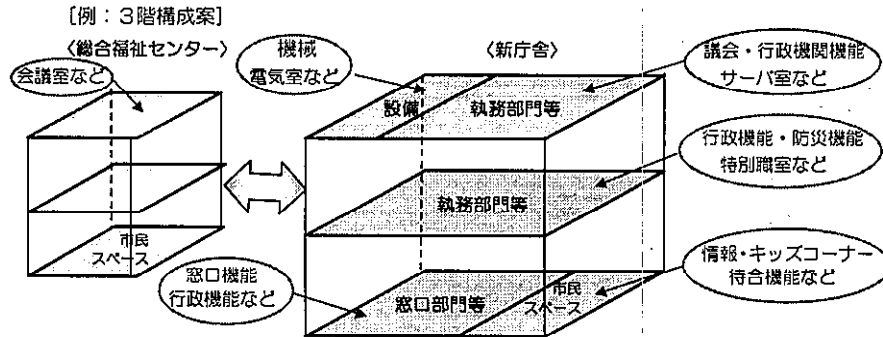 ［例：３階構成案］
〈総合福祉センター〉
会議室など
市民
スペース
機械
電気室など
〈新庁舎〉
設備
執務部門等
議会・行政機関機能
サーバ室など
執務部門等
行政機能・防災機能
特別職室など
窓口機能
行政機能など
窓口部門等
市民
スペース
情報・キッズコーナー
待合機能など